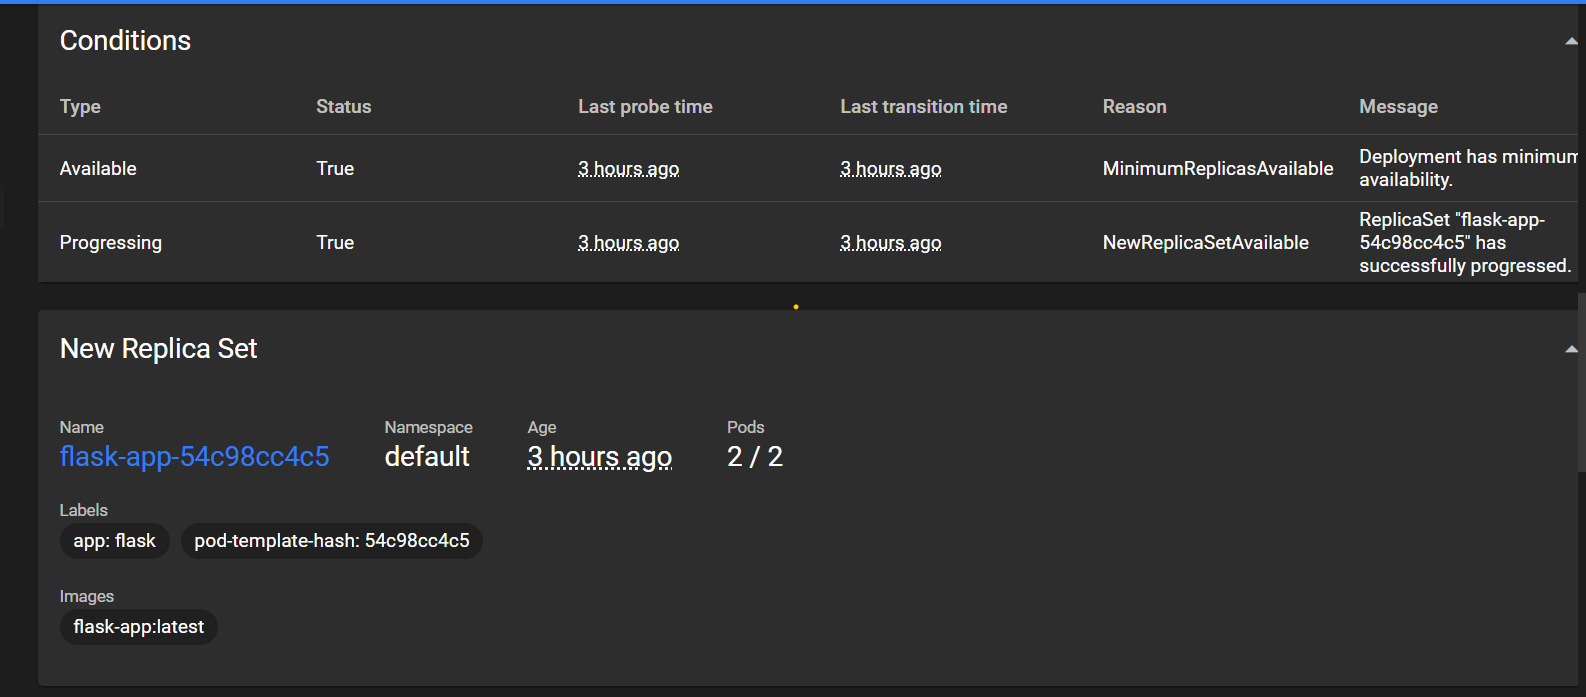 Conditions
Type Status Last probe time Last transition time Reason Message
Available True 3 hours ago 3 hours ago MinimumReplicasAvailable Deployment has minimum
availability.
Progressing True 3 hours ago 3 hours ago NewReplicaSetAvailable ReplicaSet "flask-app-
54c98cc4c5" has
successfully progressed.
New Replica Set
Name Namespace Age Pods
flask-app-54c98cc4c5 default 3 hours ago 2 / 2
Labels
app: flask pod-template-hash: 54c98cc4c5
Images
flask-app:latest